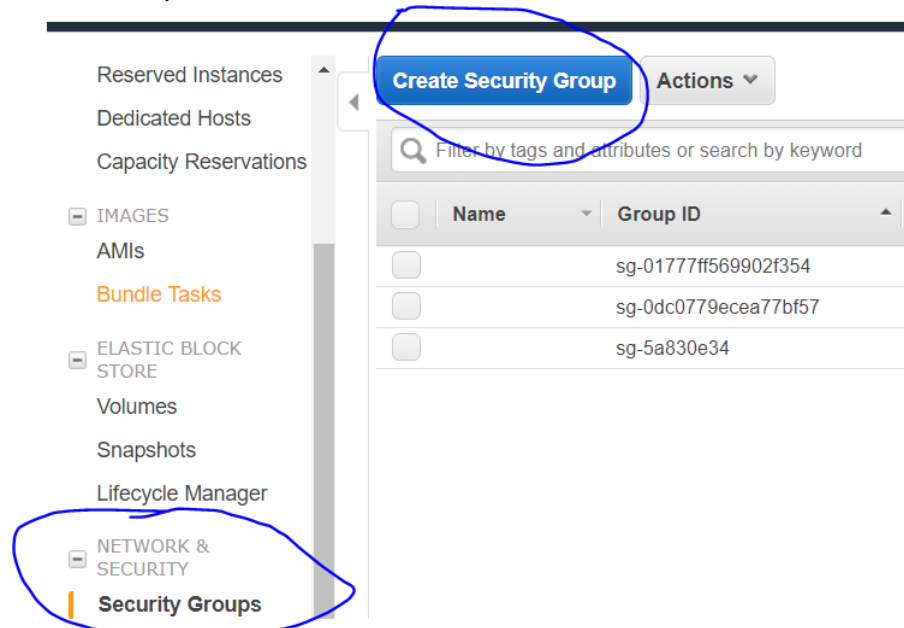 Reserved Instances
Dedicated Hosts
Capacity Reservations
IMAGES
AMIs
Bundle Tasks
ELASTIC BLOCK
STORE
Volumes
Snapshots
Lifecycle Manager
NETWORK &
SECURITY
Security Groups
Create Security Group
Actions
Filter by tags and attributes or search by keyword
Name Group ID
sg-01777ff569902f354
sg-0dc0779ecea77bf57
sg-5a830e34